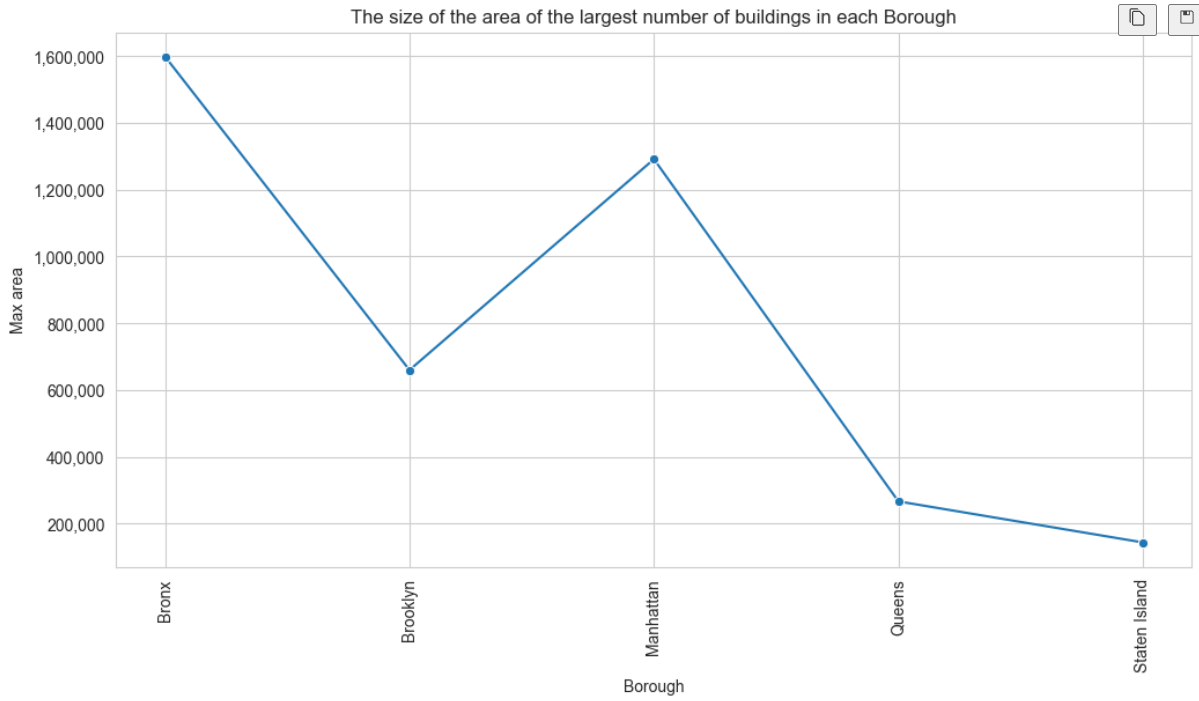 The size of the area of the largest number of buildings in each Borough
1,600,000
1,400,000
1,200,000
1,000,000
800,000
600,000
400,000
200,000
Max area
Bronx
Brooklyn
Manhattan
Queens
Staten Island
Borough